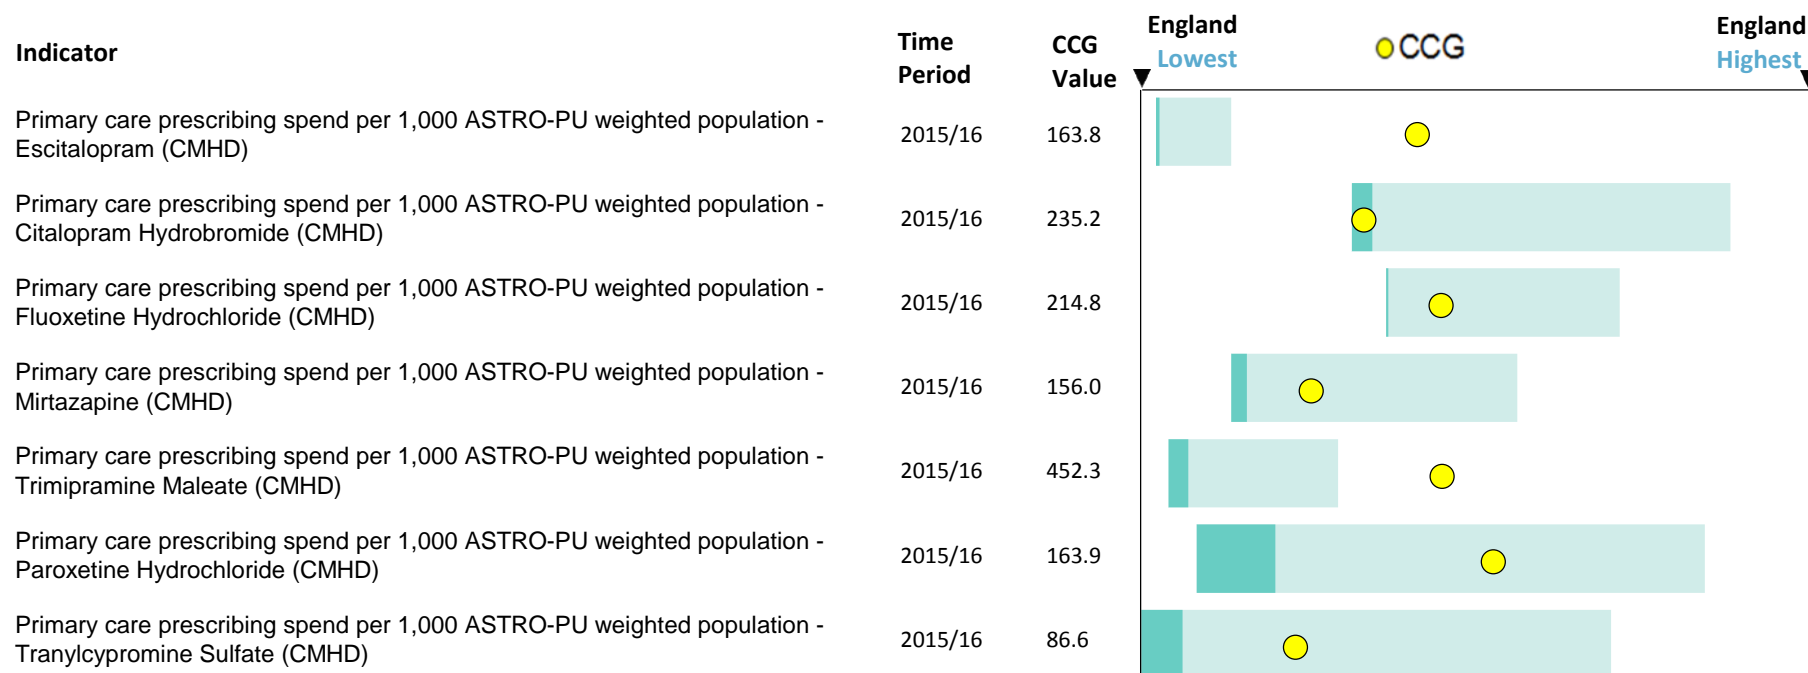 Indicator
Time
Period
CCG
Value
England
Lowest
CCG
England
Highest
Primary care prescribing spend per 1,000 ASTRO-PU weighted population -
Escitalopram (CMHD)
2015/16
163.8
Primary care prescribing spend per 1,000 ASTRO-PU weighted population -
Citalopram Hydrobromide (CMHD)
2015/16
235.2
Primary care prescribing spend per 1,000 ASTRO-PU weighted population -
Fluoxetine Hydrochloride (CMHD)
2015/16
214.8
Primary care prescribing spend per 1,000 ASTRO-PU weighted population -
Mirtazapine (CMHD)
2015/16
156.0
Primary care prescribing spend per 1,000 ASTRO-PU weighted population -
Trimipramine Maleate (CMHD)
2015/16
452.3
Primary care prescribing spend per 1,000 ASTRO-PU weighted population -
Paroxetine Hydrochloride (CMHD)
2015/16
163.9
Primary care prescribing spend per 1,000 ASTRO-PU weighted population -
Tranylcypromine Sulfate (CMHD)
2015/16
86.6